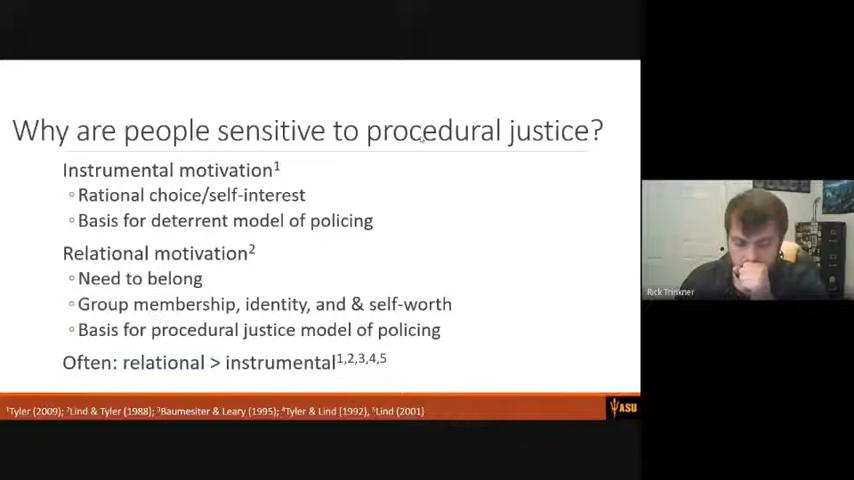 Why are people sensitive to procedural justice?
Instrumental motivation¹
◦Rational choice/self-interest
◦Basis for deterrent model of policing
Relational motivation²
◦Need to belong
◦Group membership, identity, and & self-worth
◦Basis for procedural justice model of policing
Often: relational > instrumental¹,²,³,⁴,⁵
¹Tyler (2009); ²Lind & Tyler (1988); ³Baumesiter & Leary (1995); ⁴Tyler & Lind (1992), ⁵Lind (2001)
ASU
Rick Trinkner